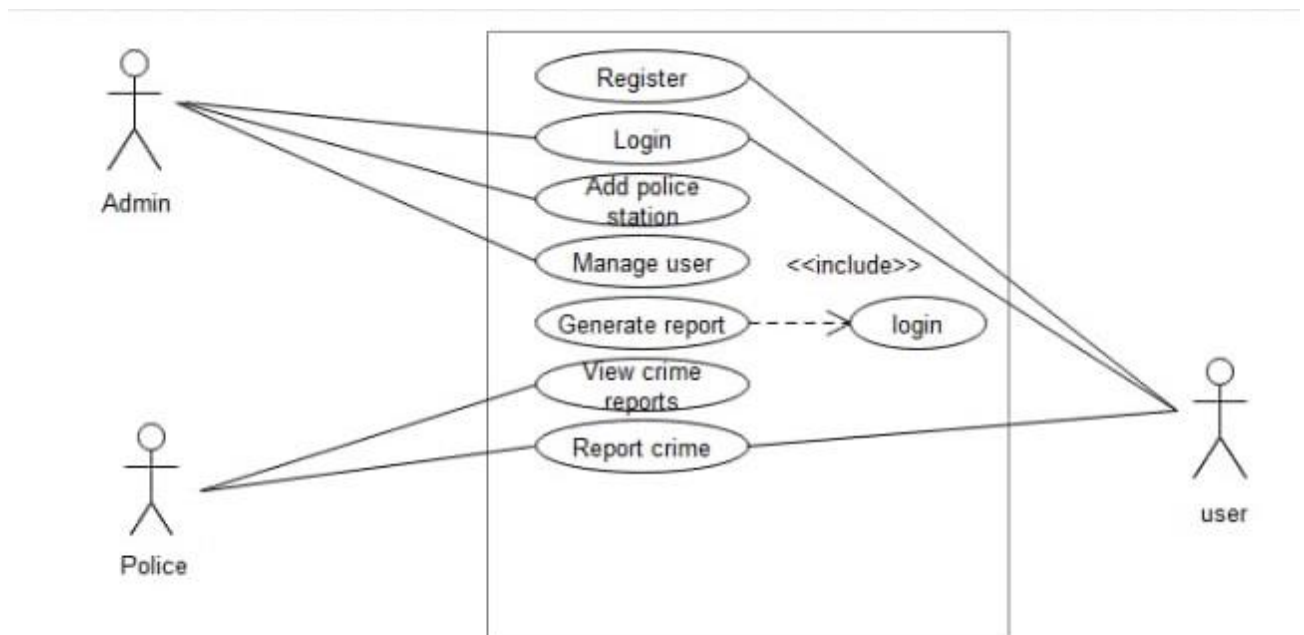 Register
Login
Add police
station
Manage user
<<include>>
Generate report
login
View crime
reports
Report crime
Admin
Police
user